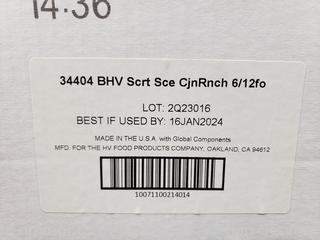 14:36
34404 BHV Scrt Sce CjnRnch 6/12fo
LOT: 2Q23016
BEST IF USED BY: 16JAN2024
MADE IN THE U.S.A. with Global Components
MFD. FOR THE HV FOOD PRODUCTS COMPANY, OAKLAND, CA 94612
10071100214014